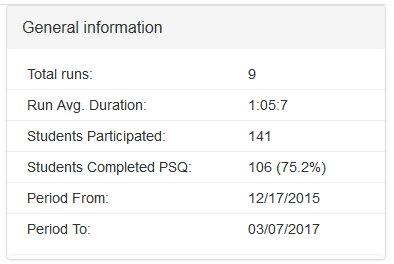 General information
Total runs: 9
Run Avg. Duration: 1:05:7
Students Participated: 141
Students Completed PSQ: 106 (75.2%)
Period From: 12/17/2015
Period To: 03/07/2017